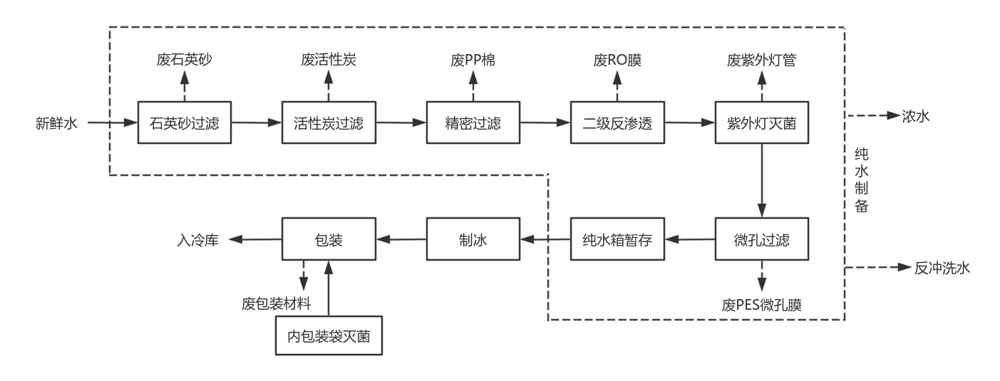 废石英砂
废活性炭
废PP棉
废RO膜
废紫外灯管
新鲜水
石英砂过滤
活性炭过滤
精密过滤
二级反渗透
紫外灯灭菌
浓水
纯水制备
入冷库
包装
制冰
纯水箱暂存
微孔过滤
反冲洗水
废包装材料
废PES微孔膜
内包装袋灭菌